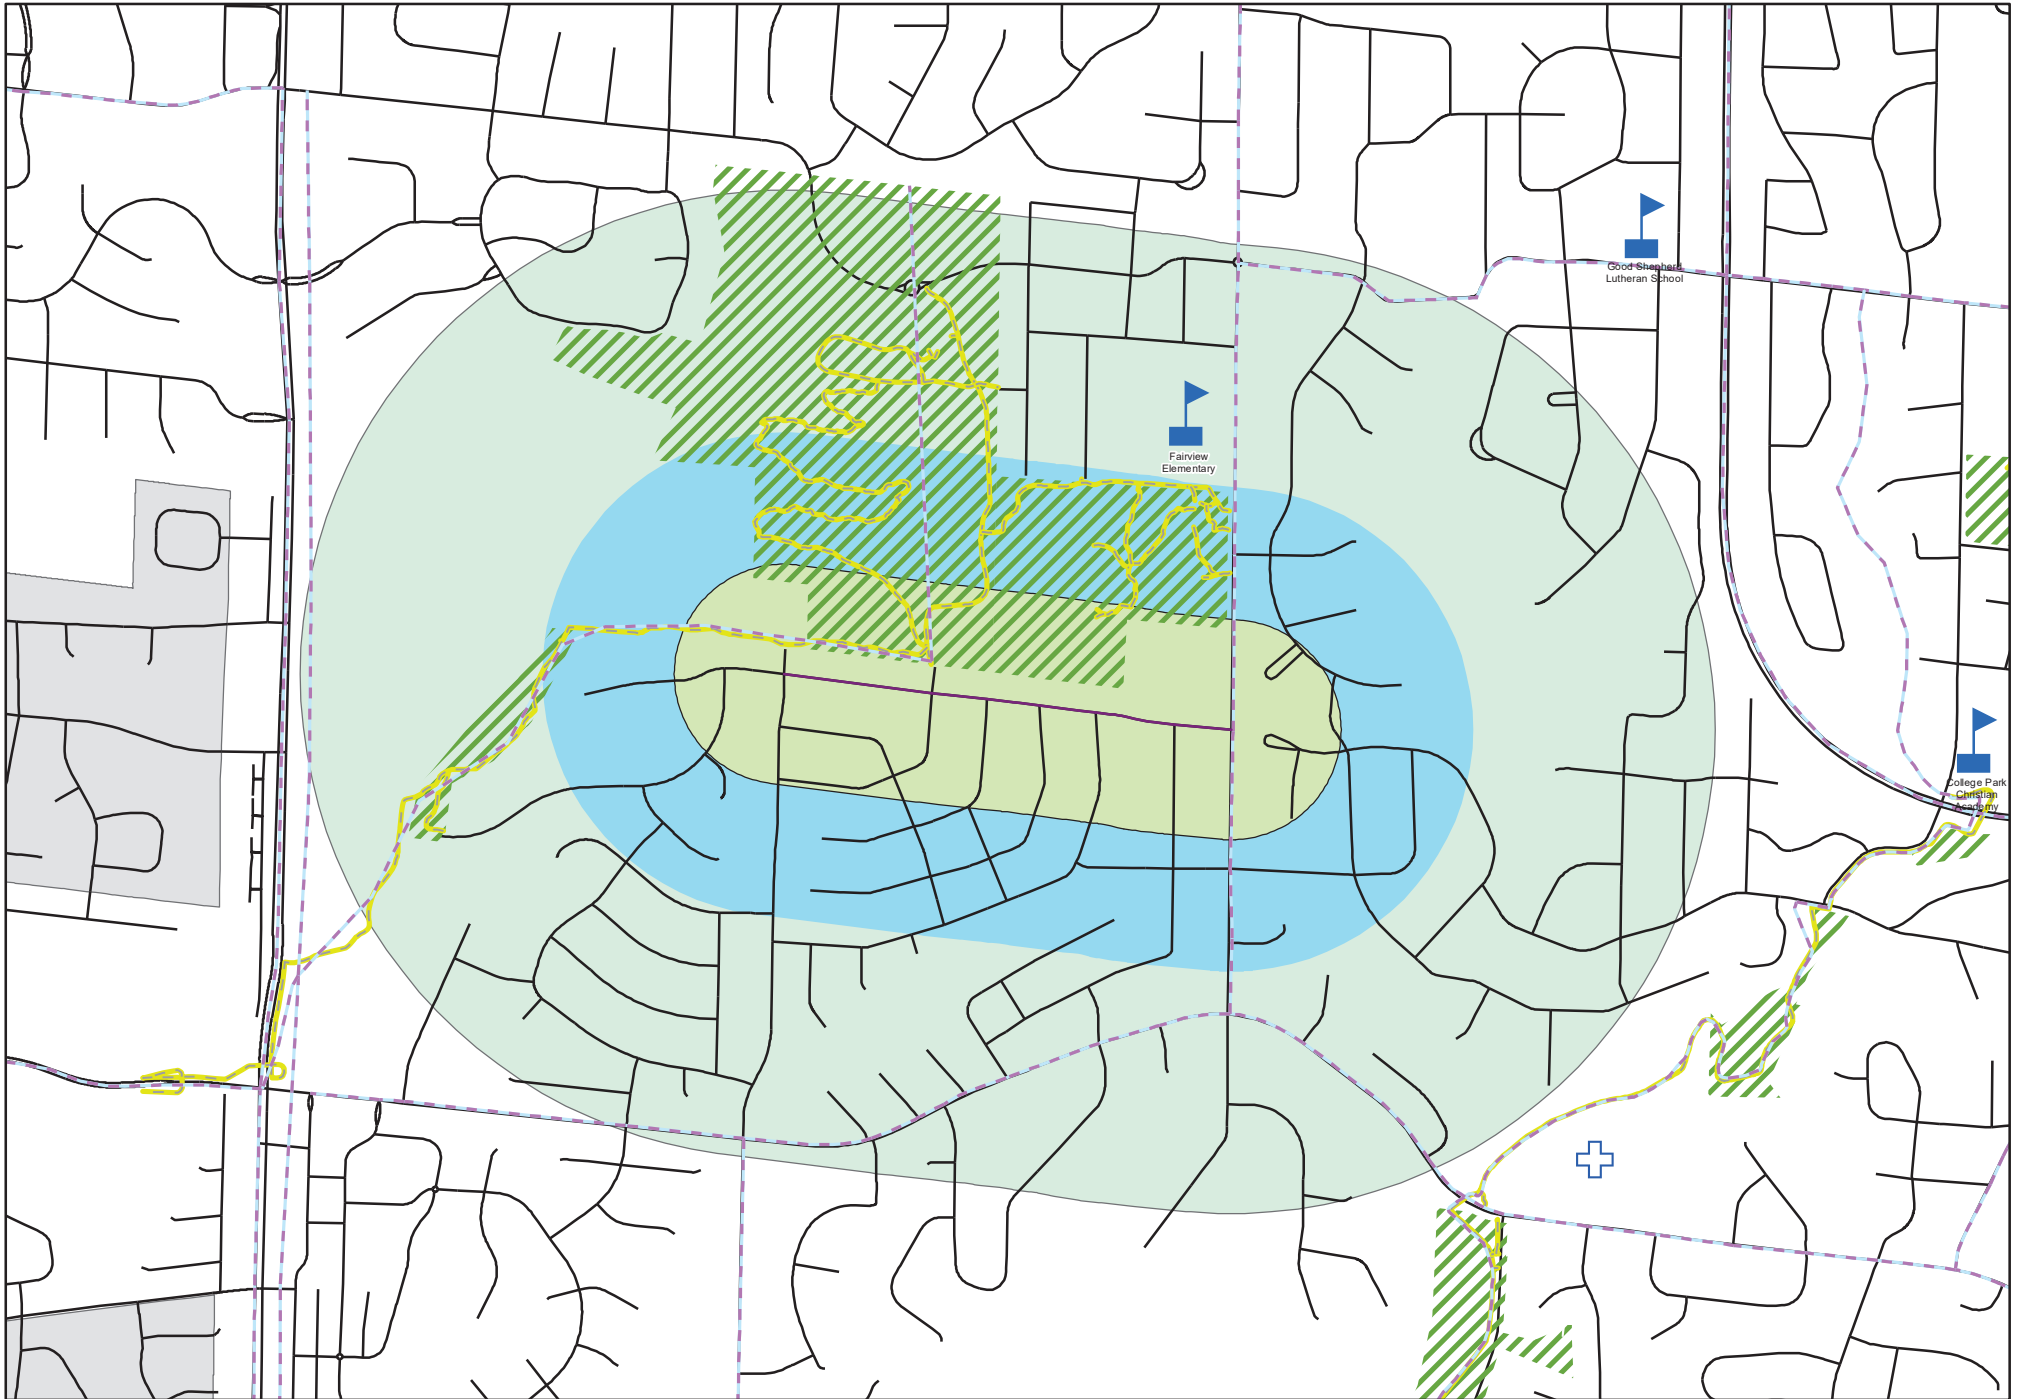 Good Shepherd
Lutheran School
Fairview
Elementary
College Park
Christian
Academy